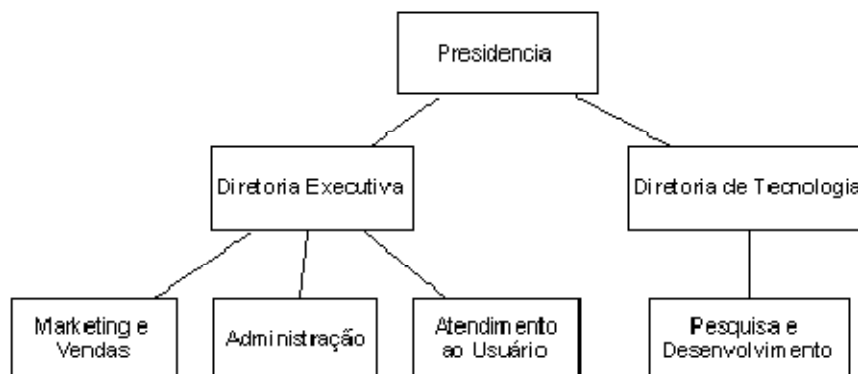 Presidencia
Diretoria Executiva
Diretoria de Tecnologia
Marketing e
Vendas
Administração
Atendimento
ao Usuário
Pesquisa e
Desenvolvimento